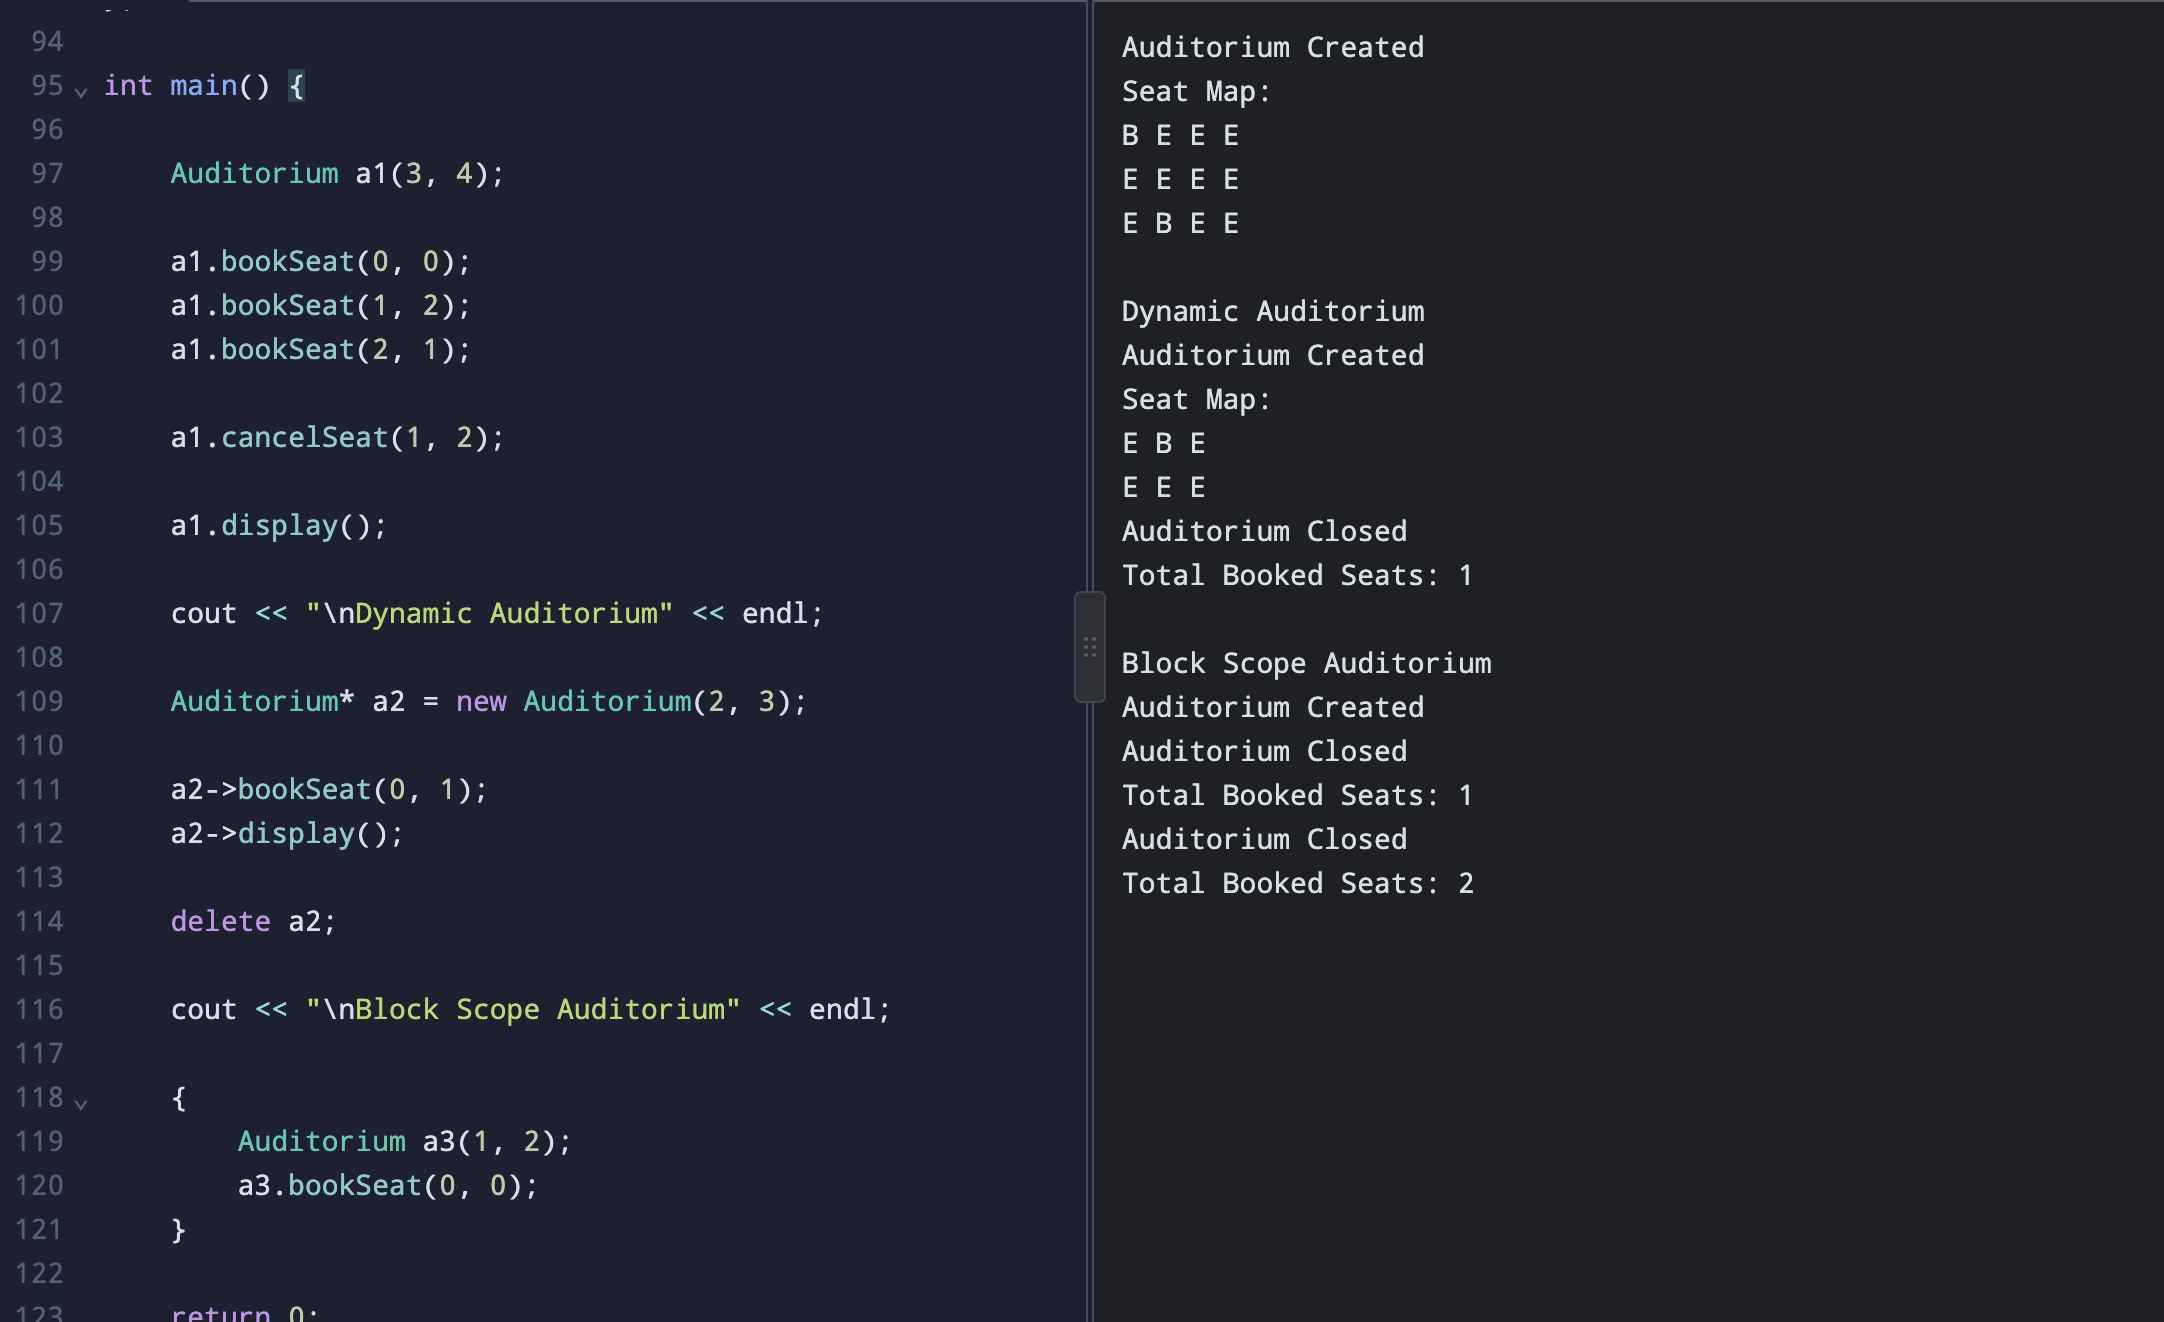 94
95 int main() {
96
97     Auditorium a1(3, 4);
98
99     a1.bookSeat(0, 0);
100     a1.bookSeat(1, 2);
101     a1.bookSeat(2, 1);
102
103     a1.cancelSeat(1, 2);
104
105     a1.display();
106
107     cout << "\nDynamic Auditorium" << endl;
108
109     Auditorium* a2 = new Auditorium(2, 3);
110
111     a2->bookSeat(0, 1);
112     a2->display();
113
114     delete a2;
115
116     cout << "\nBlock Scope Auditorium" << endl;
117
118     {
119         Auditorium a3(1, 2);
120         a3.bookSeat(0, 0);
121     }
122
123     return 0;
Auditorium Created
Seat Map:
B E E E
E E E E
E B E E

Dynamic Auditorium
Auditorium Created
Seat Map:
E B E
E E E
Auditorium Closed
Total Booked Seats: 1

Block Scope Auditorium
Auditorium Created
Auditorium Closed
Total Booked Seats: 1
Auditorium Closed
Total Booked Seats: 2